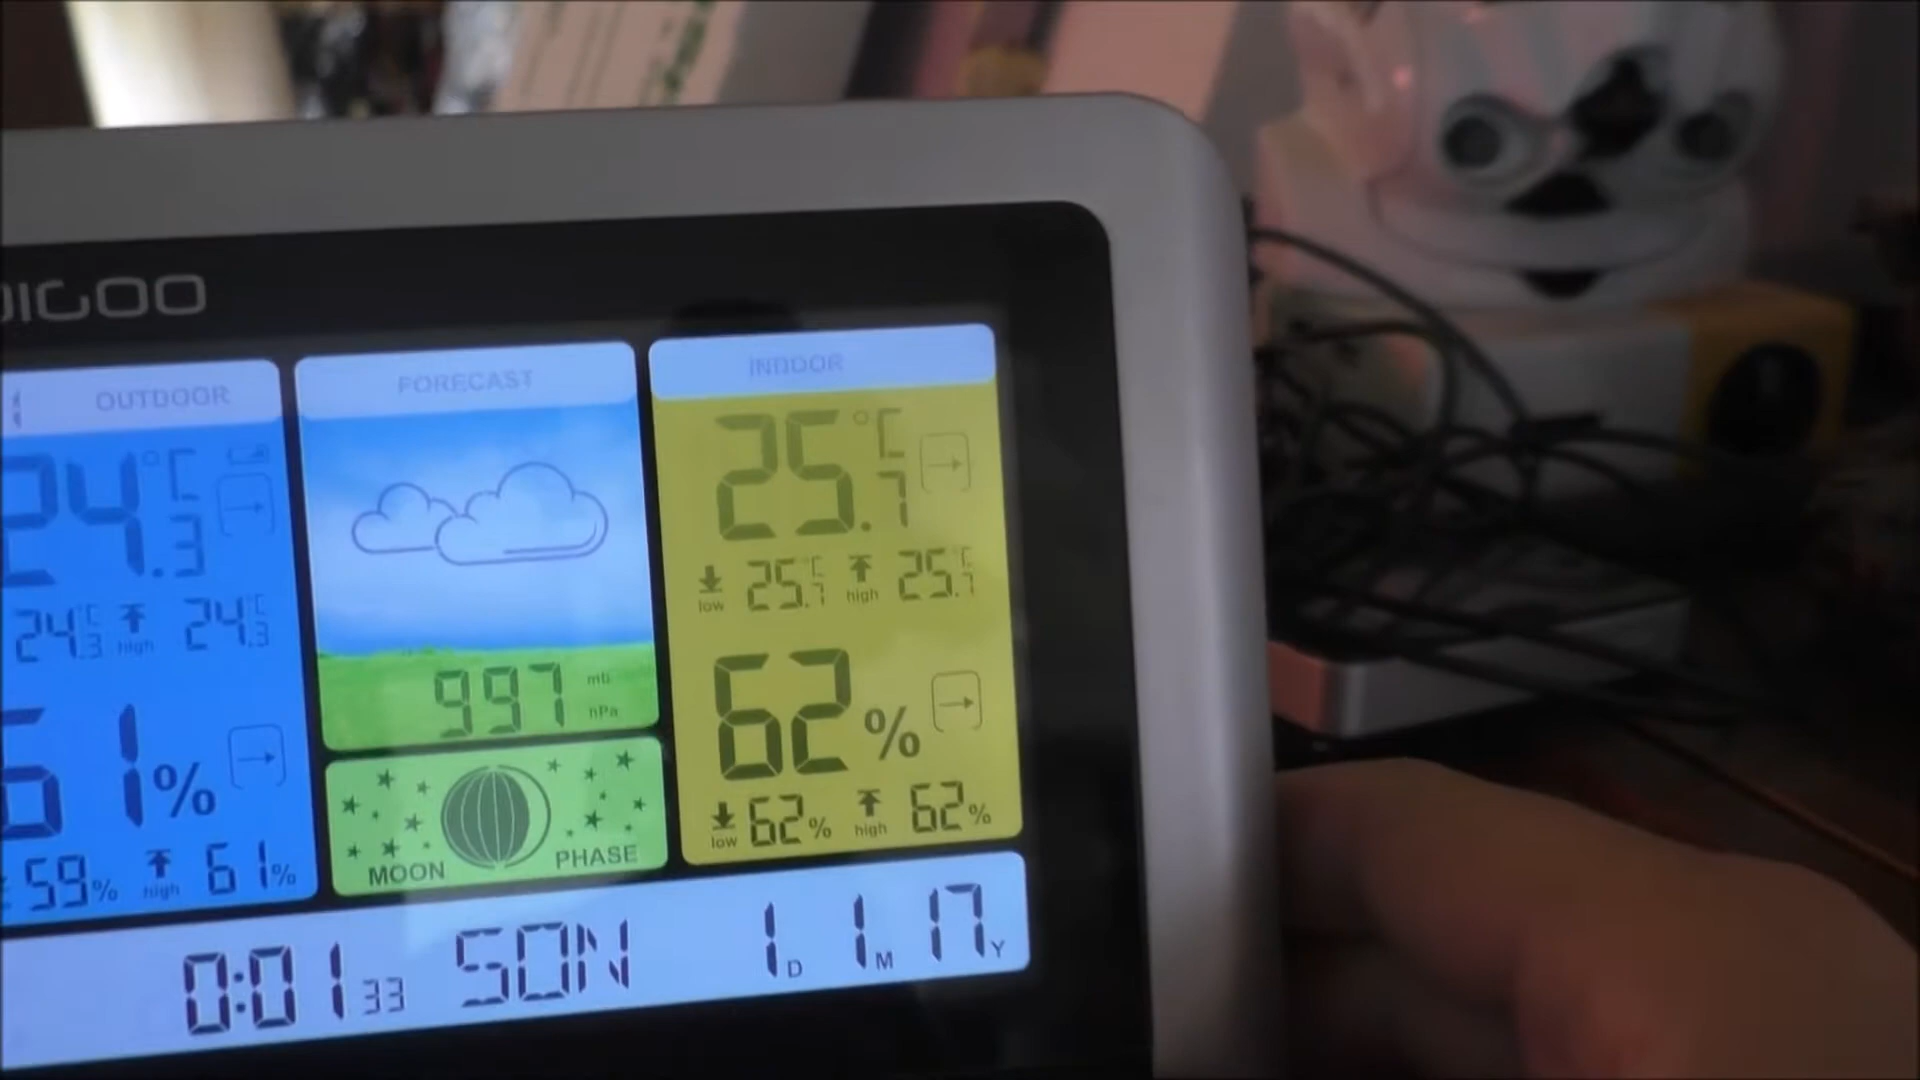 DIGOO
OUTDOOR
24.3 °C
24.3 °C high 24.3 °C
61%
59% high 61%
FORECAST
997 mb
hPa
MOON PHASE
INDOOR
25.7 °C
low 25.7 °C high 25.7 °C
62%
low 62% high 62%
0:01 33 SON 1 D 1 M 17 Y